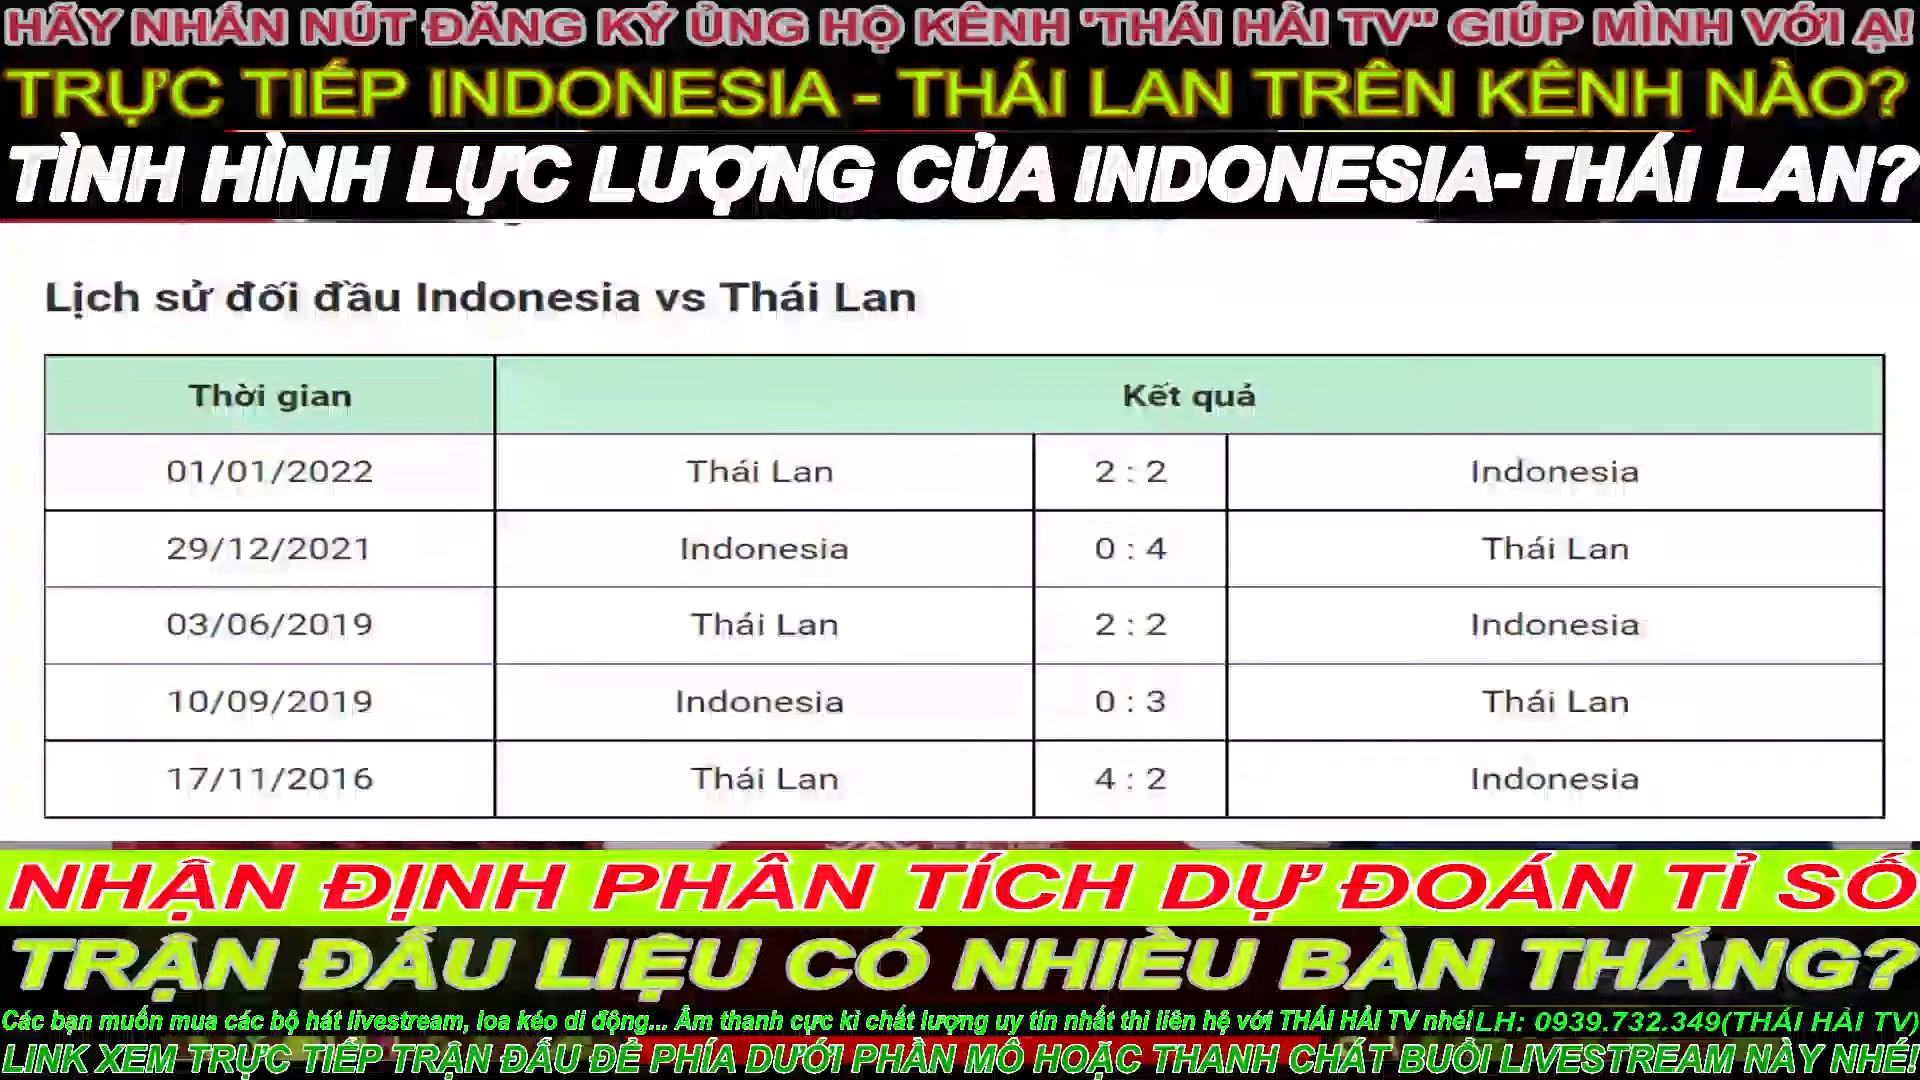 HÃY NHẤN NÚT ĐĂNG KÝ ỦNG HỘ KÊNH "THÁI HẢI TV" GIÚP MÌNH VỚI Ạ!
TRỰC TIẾP INDONESIA - THÁI LAN TRÊN KÊNH NÀO?
TÌNH HÌNH LỰC LƯỢNG CỦA INDONESIA-THÁI LAN?
Lịch sử đối đầu Indonesia vs Thái Lan
Thời gian Kết quả
01/01/2022 Thái Lan 2 : 2 Indonesia
29/12/2021 Indonesia 0 : 4 Thái Lan
03/06/2019 Thái Lan 2 : 2 Indonesia
10/09/2019 Indonesia 0 : 3 Thái Lan
17/11/2016 Thái Lan 4 : 2 Indonesia
NHẬN ĐỊNH PHÂN TÍCH DỰ ĐOÁN TỈ SỐ
TRẬN ĐẤU LIỆU CÓ NHIỀU BÀN THẮNG?
Các bạn muốn mua các bộ hát livestream, loa kéo di động... Âm thanh cực kì chất lượng uy tín nhất thì liên hệ với THÁI HẢI TV nhé! LH: 0939.732.349(THÁI HẢI TV)
LINK XEM TRỰC TIẾP TRẬN ĐẤU ĐỂ PHÍA DƯỚI PHẦN MÔ HOẶC THANH CHÁT BUỔI LIVESTREAM NÀY NHÉ!